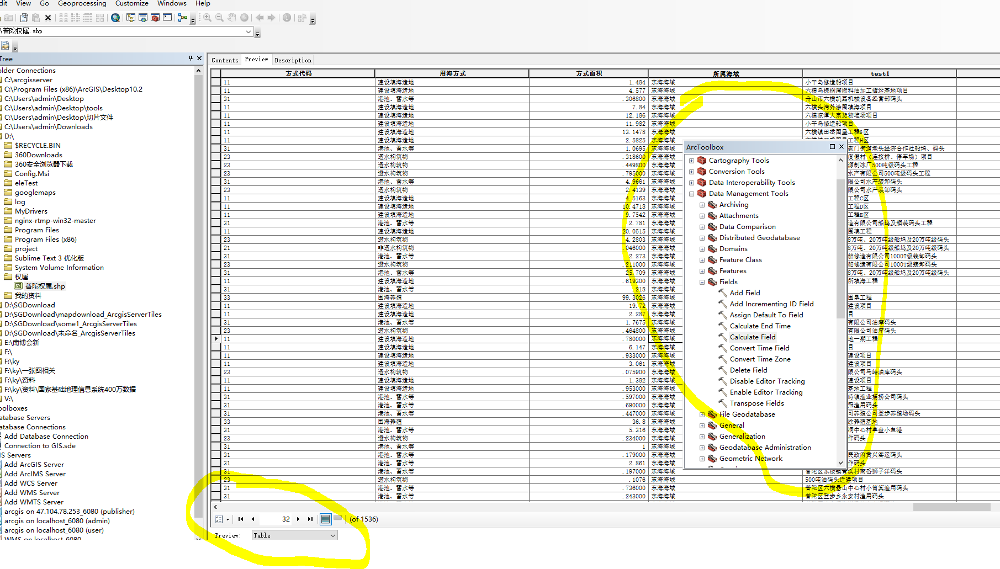 dit View Go Geoprocessing Customize Windows Help
\普陀权属.shp
Tree
older Connections
C:\arcgisserver
C:\Program Files (x86)\ArcGIS\Desktop10.2
C:\Users\admin\Desktop
C:\Users\admin\Desktop\tools
C:\Users\admin\Desktop\切片文件
C:\Users\admin\Downloads
D:\
$RECYCLE.BIN
360Downloads
360安全浏览器下载
Config.Msi
eleTest
googlemaps
log
MyDrivers
nginx-rtmp-win32-master
Program Files
Program Files (x86)
project
Sublime Text 3 优化版
System Volume Information
权属
普陀权属.shp
我的资料
D:\SGDownload
D:\SGDownload\mapdownload_ArcgisServerTiles
D:\SGDownload\some1_ArcgisServerTiles
D:\SGDownload\未命名_ArcgisServerTiles
E:\南博会新
F:\
F:\ky
F:\ky\一张图相关
F:\ky\资料
F:\ky\资料\国家基础地理信息系统400万数据
V:\
oolboxes
atabase Servers
atabase Connections
Add Database Connection
Connection to GIS.sde
IS Servers
Add ArcGIS Server
Add ArcIMS Server
Add WCS Server
Add WMS Server
Add WMTS Server
arcgis on 47.104.78.253_6080 (publisher)
arcgis on localhost_6080 (admin)
arcgis on localhost_6080 (user)
WMS on localhost_6080
Contents Preview Description
方式代码 用海方式 方式面积 所属海域 test1
11 建设填海造地 1.484 东海海域 小干岛修造船项目
11 建设填海造地 4.577 东海海域 六横岛棕榈湾燃料油加工储运基地项目
31 港池、蓄水等 .306800 东海海域 舟山市六横凯磊机械设备经营部码头
11 建设填海造地 7.84 东海海域 六横头湾外涂围填海项目
11 建设填海造地 12.186 东海海域 六横凉潭大宗货物堆场项目
11 建设填海造地 11.982 东海海域 小干岛修造船项目
11 建设填海造地 13.1478 东海海域 六横镇田岙围垦工程G区
11 建设填海造地 2.5825 东海海域 工程H区
31 港池、蓄水等 1.0695 东海海域 家门街道墩头经济合作社船坞、码头
23 透水构筑物 .318600 东海海域 度假村（连接桥、停车场）项目
23 透水构筑物 .449800 东海海域 源制冰厂500吨级码头工程
23 透水构筑物 .795000 东海海域 水产有限公司500吨级码头工程
31 港池、蓄水等 4.9661 东海海域 限公司水产装卸码头
23 透水构筑物 2.4139 东海海域 限公司水产装卸码头
11 建设填海造地 4.5163 东海海域 工程C区
11 建设填海造地 10.4718 东海海域 工程D区
11 建设填海造地 9.7542 东海海域 工程E区
31 港池、蓄水等 2.781 东海海域 造有限公司船坞及舾装码头工程
11 建设填海造地 20.0515 东海海域 围填工程
23 透水构筑物 4.2803 东海海域 8万吨、20万吨级船坞及20万吨级码头
21 非透水构筑物 .046000 东海海域 8万吨、20万吨级船坞及20万吨级码头
31 港池、蓄水等 2.273 东海海域 船修造有限公司1000T级装卸码头
23 透水构筑物 .211000 东海海域 船修造有限公司1000T级装卸码头
31 港池、蓄水等 25.709 东海海域 8万吨、20万吨级船坞及20万吨级码头
11 建设填海造地 .619300 东海海域 所填海工程
31 港池、蓄水等 .218 东海海域
33 围海养殖 99.3026 东海海域 围垦工程
11 建设填海造地 19.72 东海海域 建设项目
11 建设填海造地 2.287 东海海域 目
31 港池、蓄水等 1.7675 东海海域 有限公司油库码头
23 透水构筑物 .464800 东海海域 有限公司油库码头
11 建设填海造地 .780000 东海海域 地一期工程
11 建设填海造地 6.147 东海海域 目
11 建设填海造地 .933000 东海海域 建设项目
11 建设填海造地 3.061 东海海域 建设项目
23 透水构筑物 .075900 东海海域 限公司马峙油库码头
11 建设填海造地 1.382 东海海域 建设项目
11 建设填海造地 .953000 东海海域 基地工程
31 港池、蓄水等 .597000 东海海域 峙镇渔业捕捞公司码头
31 港池、蓄水等 .690000 东海海域 冠渔用码头
31 港池、蓄水等 .447000 东海海域 司养殖公司登步养殖场码头
33 围海养殖 36.8 东海海域 涂养殖基地
31 港池、蓄水等 5.316 东海海域 洞中心村草盘小鱼港
23 透水构筑物 .234000 东海海域 作码头
31 港池、蓄水等 1 东海海域
31 港池、蓄水等 .179000 东海海域 民政府黄兴客运码头
31 港池、蓄水等 2.861 东海海域 作码头
31 港池、蓄水等 .197000 东海海域 普陀区东极镇青浜村南岙狮子洋码头
23 透水构筑物 .1076 东海海域 500吨油码头迁建项目
31 港池、蓄水等 .736000 东海海域 普陀区六横悬山中心村小筲箕渔用码头
31 港池、蓄水等 .243000 东海海域 普陀区登步乡永安村渔用码头
ArcToolbox
Cartography Tools
Conversion Tools
Data Interoperability Tools
Data Management Tools
Archiving
Attachments
Data Comparison
Distributed Geodatabase
Domains
Feature Class
Features
Fields
Add Field
Add Incrementing ID Field
Assign Default To Field
Calculate End Time
Calculate Field
Convert Time Field
Convert Time Zone
Delete Field
Disable Editor Tracking
Enable Editor Tracking
Transpose Fields
File Geodatabase
General
Generalization
Geodatabase Administration
Geometric Network
32 (of 1536)
Preview: Table